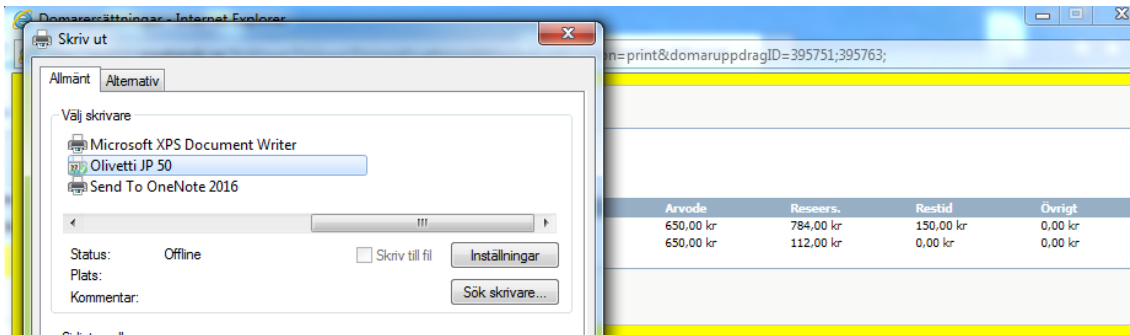 Domarersättningar - Internet Explorer
Skriv ut
on=print&domaruppdragID=395751;395763;
Allmänt Alternativ
Välj skrivare
Microsoft XPS Document Writer
Olivetti JP 50
Send To OneNote 2016
Arvode Reseers. Restid Övrigt
650,00 kr 784,00 kr 150,00 kr 0,00 kr
650,00 kr 112,00 kr 0,00 kr 0,00 kr
Status: Offline Skriv till fil Inställningar
Plats:
Kommentar: Sök skrivare...